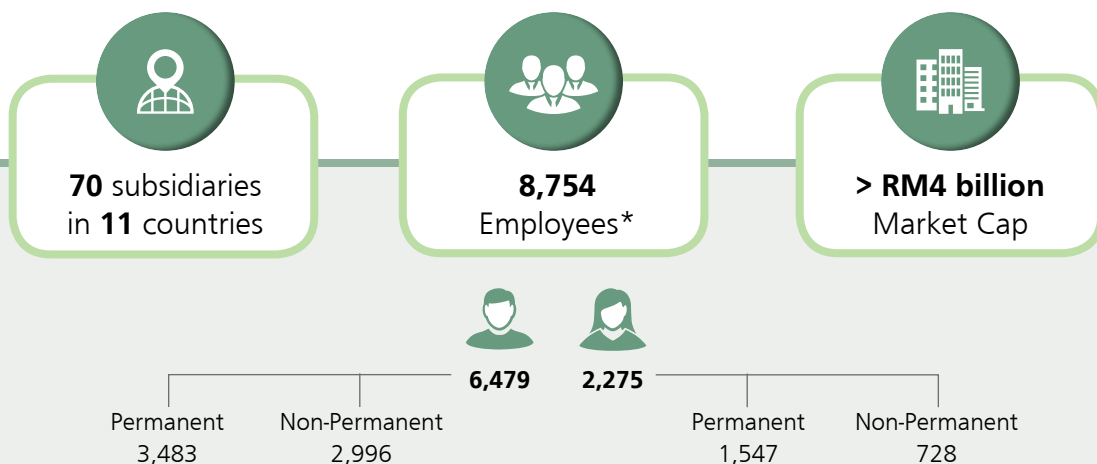 70 subsidiaries
in 11 countries
8,754
Employees*
> RM4 billion
Market Cap
6,479
2,275
Permanent
3,483
Non-Permanent
2,996
Permanent
1,547
Non-Permanent
728